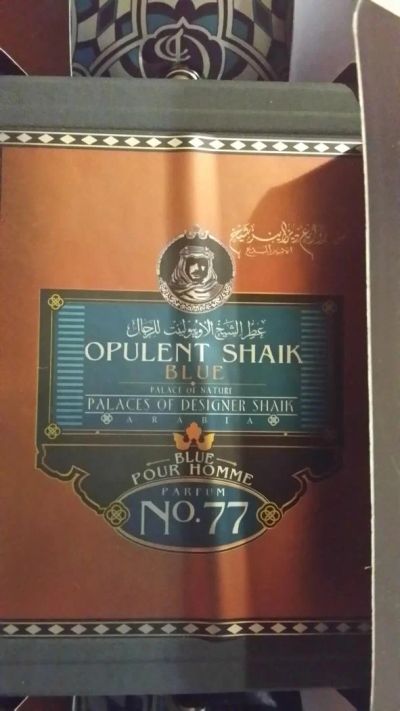 عطر الشيخ الاوبولنت للرجال
OPULENT SHAIK
BLUE
PALACE OF NATURE
PALACES OF DESIGNER SHAIK
ARABIA
BLUE
POUR HOMME
PARFUM
No.77